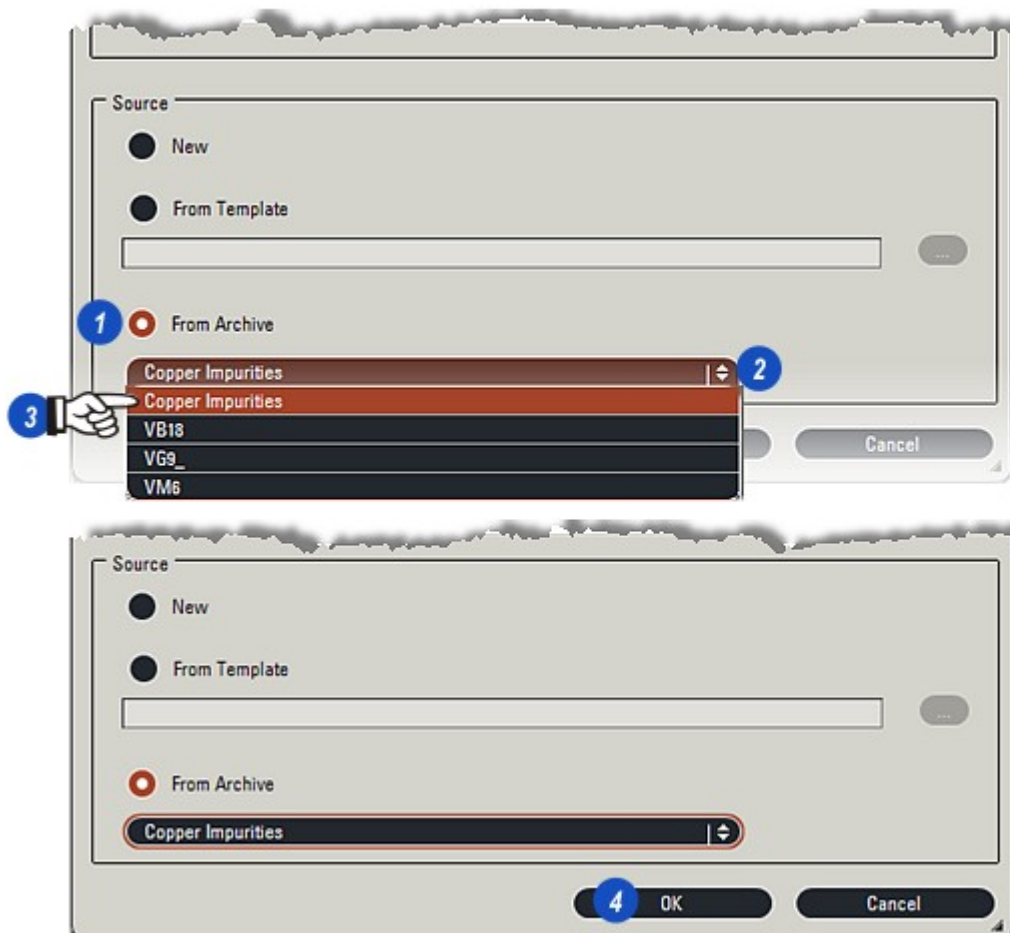 Source
New
From Template
...
1 From Archive
Copper Impurities 2
3 Copper Impurities
VB18
VG9_
VM6
Cancel
Source
New
From Template
...
From Archive
Copper Impurities
4 OK Cancel